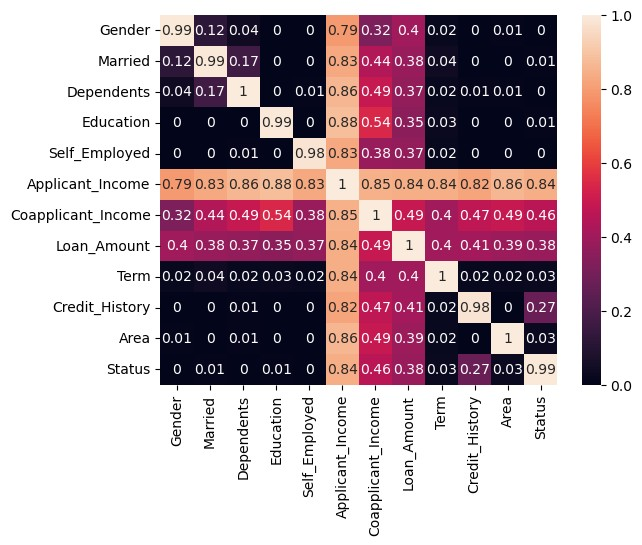 Gender 0.99 0.12 0.04 0 0 0.79 0.32 0.4 0.02 0 0.01 0
Married 0.12 0.99 0.17 0 0 0.83 0.44 0.38 0.04 0 0 0.01
Dependents 0.04 0.17 1 0 0.01 0.86 0.49 0.37 0.02 0.01 0.01 0
Education 0 0 0 0.99 0 0.88 0.54 0.35 0.03 0 0 0.01
Self_Employed 0 0 0.01 0 0.98 0.83 0.38 0.37 0.02 0 0 0
Applicant_Income 0.79 0.83 0.86 0.88 0.83 1 0.85 0.84 0.84 0.82 0.86 0.84
Coapplicant_Income 0.32 0.44 0.49 0.54 0.38 0.85 1 0.49 0.4 0.47 0.49 0.46
Loan_Amount 0.4 0.38 0.37 0.35 0.37 0.84 0.49 1 0.4 0.41 0.39 0.38
Term 0.02 0.04 0.02 0.03 0.02 0.84 0.4 0.4 1 0.02 0.02 0.03
Credit_History 0 0 0.01 0 0 0.82 0.47 0.41 0.02 0.98 0 0.27
Area 0.01 0 0.01 0 0 0.86 0.49 0.39 0.02 0 1 0.03
Status 0 0.01 0 0.01 0 0.84 0.46 0.38 0.03 0.27 0.03 0.99
Gender
Married
Dependents
Education
Self_Employed
Applicant_Income
Coapplicant_Income
Loan_Amount
Term
Credit_History
Area
Status
1.0
0.8
0.6
0.4
0.2
0.0